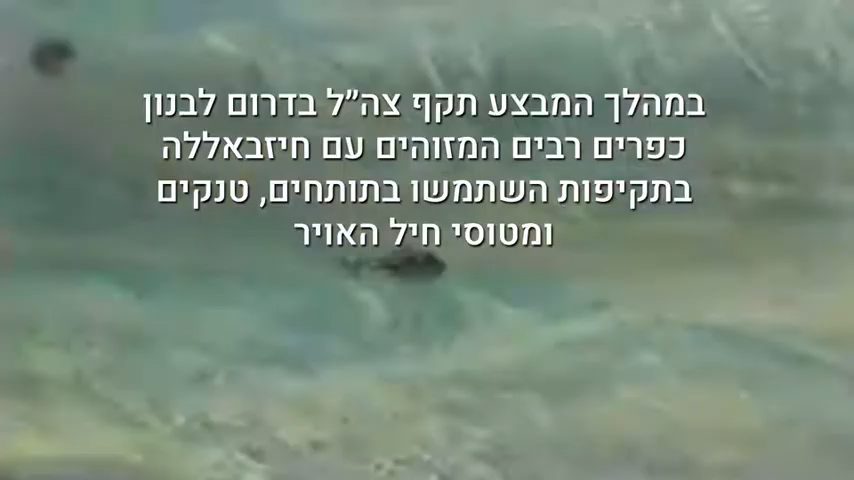 במהלך המבצע תקף צה״ל בדרום לבנון
כפרים רבים המזוהים עם חיזבאללה
בתקיפות השתמשו בתותחים, טנקים
ומטוסי חיל האויר